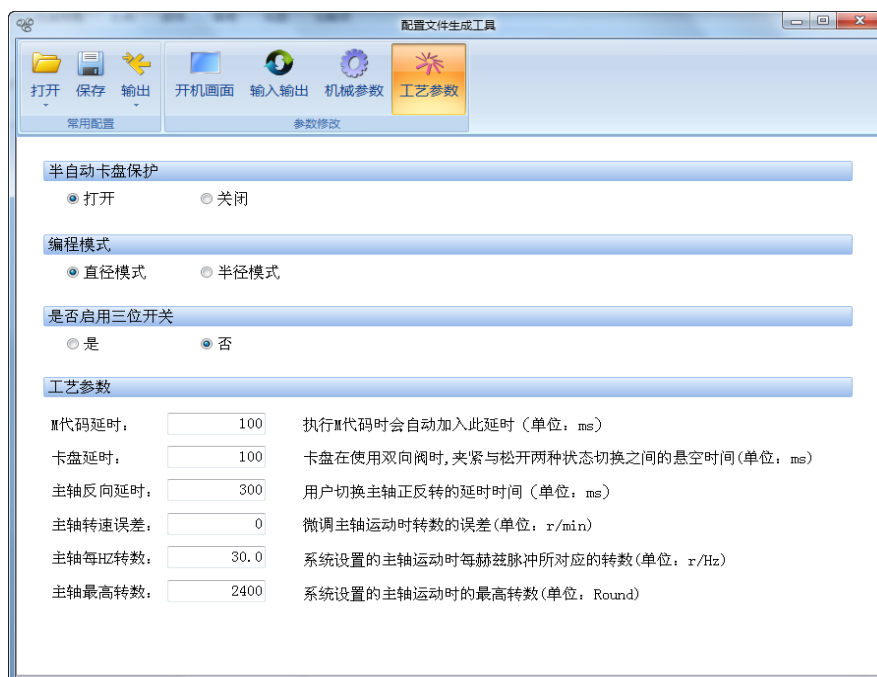 配置文件生成工具
打开 保存 输出 开机画面 输入输出 机械参数 工艺参数
常用配置 参数修改
半自动卡盘保护
打开 关闭
编程模式
直径模式 半径模式
是否启用三位开关
是 否
工艺参数
M代码延时： 100 执行M代码时会自动加入此延时（单位：ms）
卡盘延时： 100 卡盘在使用双向阀时,夹紧与松开两种状态切换之间的悬空时间(单位：ms)
主轴反向延时： 300 用户切换主轴正反转的延时时间（单位：ms）
主轴转速误差： 0 微调主轴运动时转数的误差(单位：r/min)
主轴每HZ转数： 30.0 系统设置的主轴运动时每赫兹脉冲所对应的转数(单位：r/Hz)
主轴最高转数： 2400 系统设置的主轴运动时的最高转数(单位：Round)